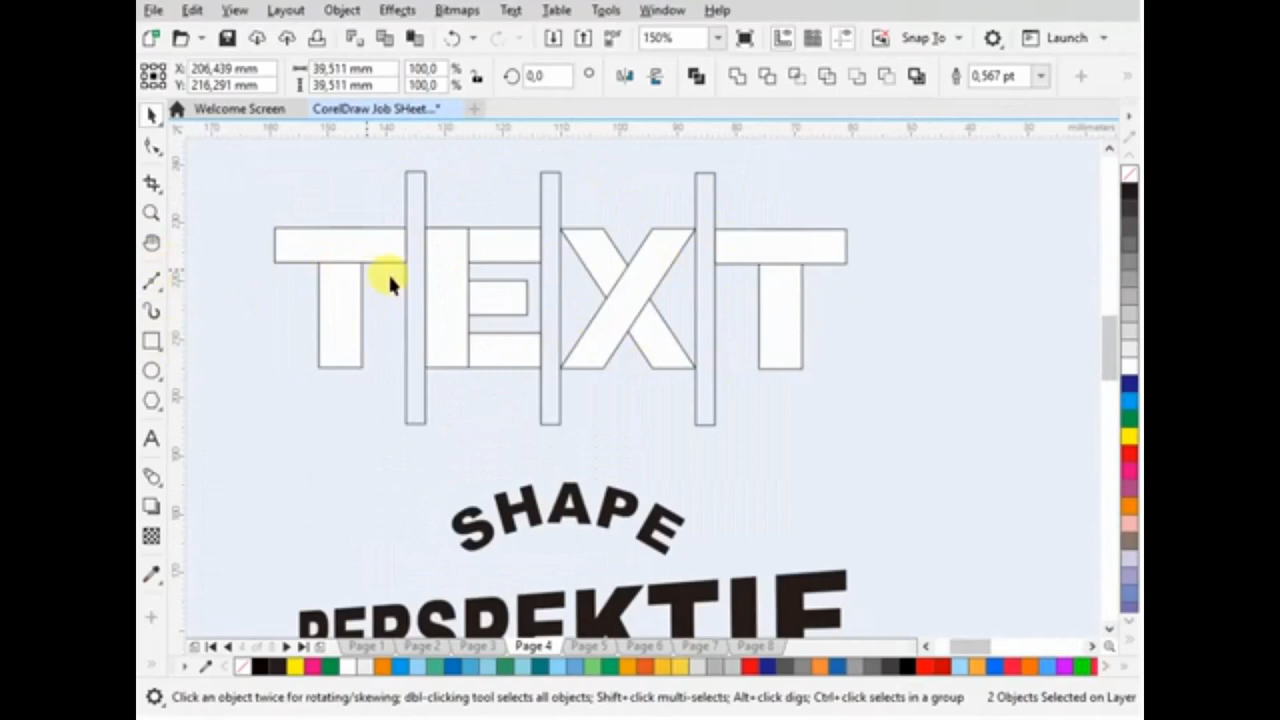 File Edit View Layout Object Effects Bitmaps Text Table Tools Window Help
150% Snap To Launch
X: 206,439 mm 39,511 mm 100,0 % 0,0 0,567 pt
Y: 216,291 mm 39,511 mm 100,0 %
Welcome Screen CorelDraw Job SHeet...*
millimeters
TEXT
SHAPE
PERSPEKTIF
4 of 8 Page 1 Page 2 Page 3 Page 4 Page 5 Page 6 Page 7 Page 8
Click an object twice for rotating/skewing; dbl-clicking tool selects all objects; Shift+click multi-selects; Alt+click digs; Ctrl+click selects in a group 2 Objects Selected on Layer